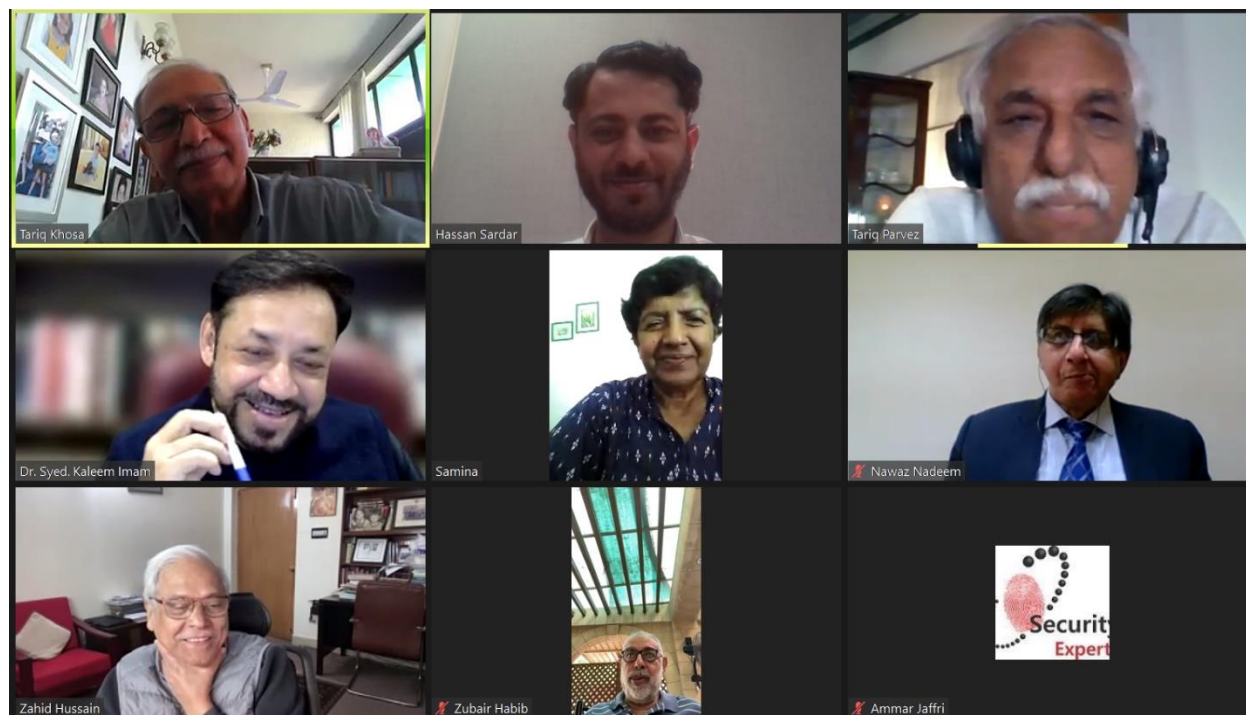 Tariq Khosa
Hassan Sardar
Tariq Parvez
Dr. Syed. Kaleem Imam
Samina
Nawaz Nadeem
Zahid Hussain
Zubair Habib
Security
Expert
Ammar Jaffri